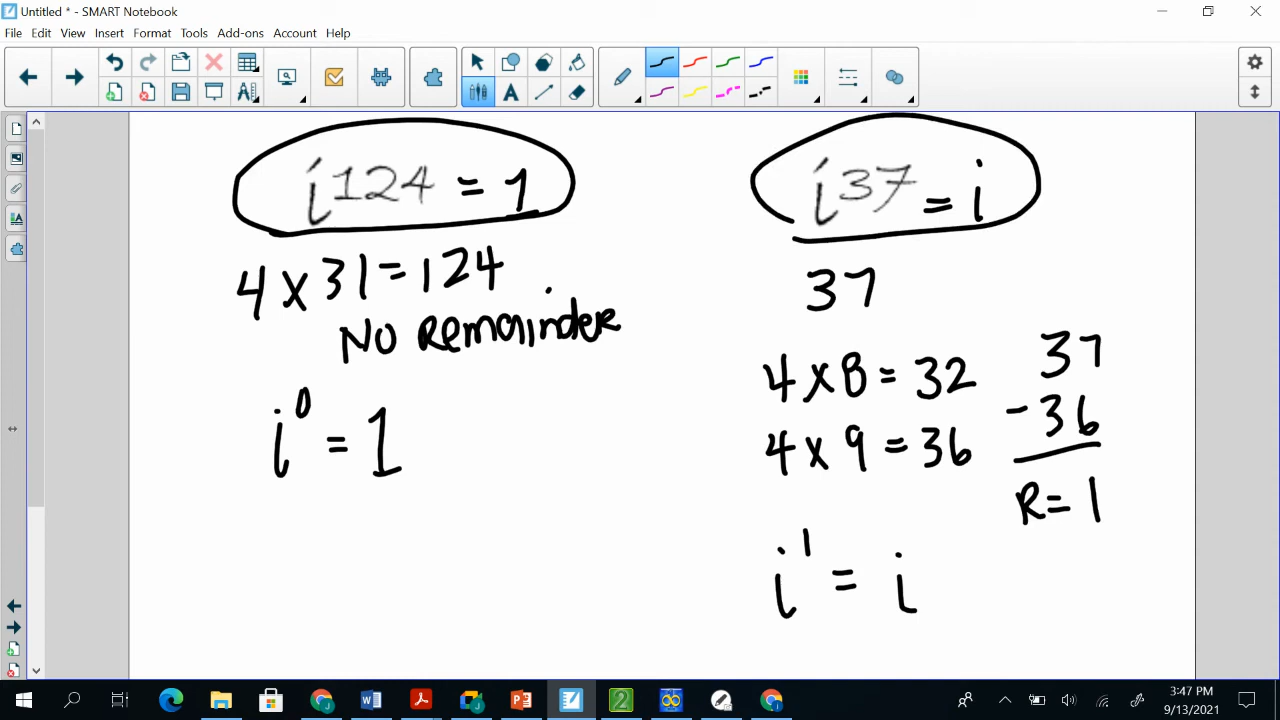 Untitled * - SMART Notebook
File Edit View Insert Format Tools Add-ons Account Help
i¹²⁴ = 1
4 x 31 = 124
No Remainder
i⁰ = 1
i³⁷ = i
37
4 x 8 = 32
4 x 9 = 36
37
- 36
R = 1
i¹ = i
3:47 PM
9/13/2021